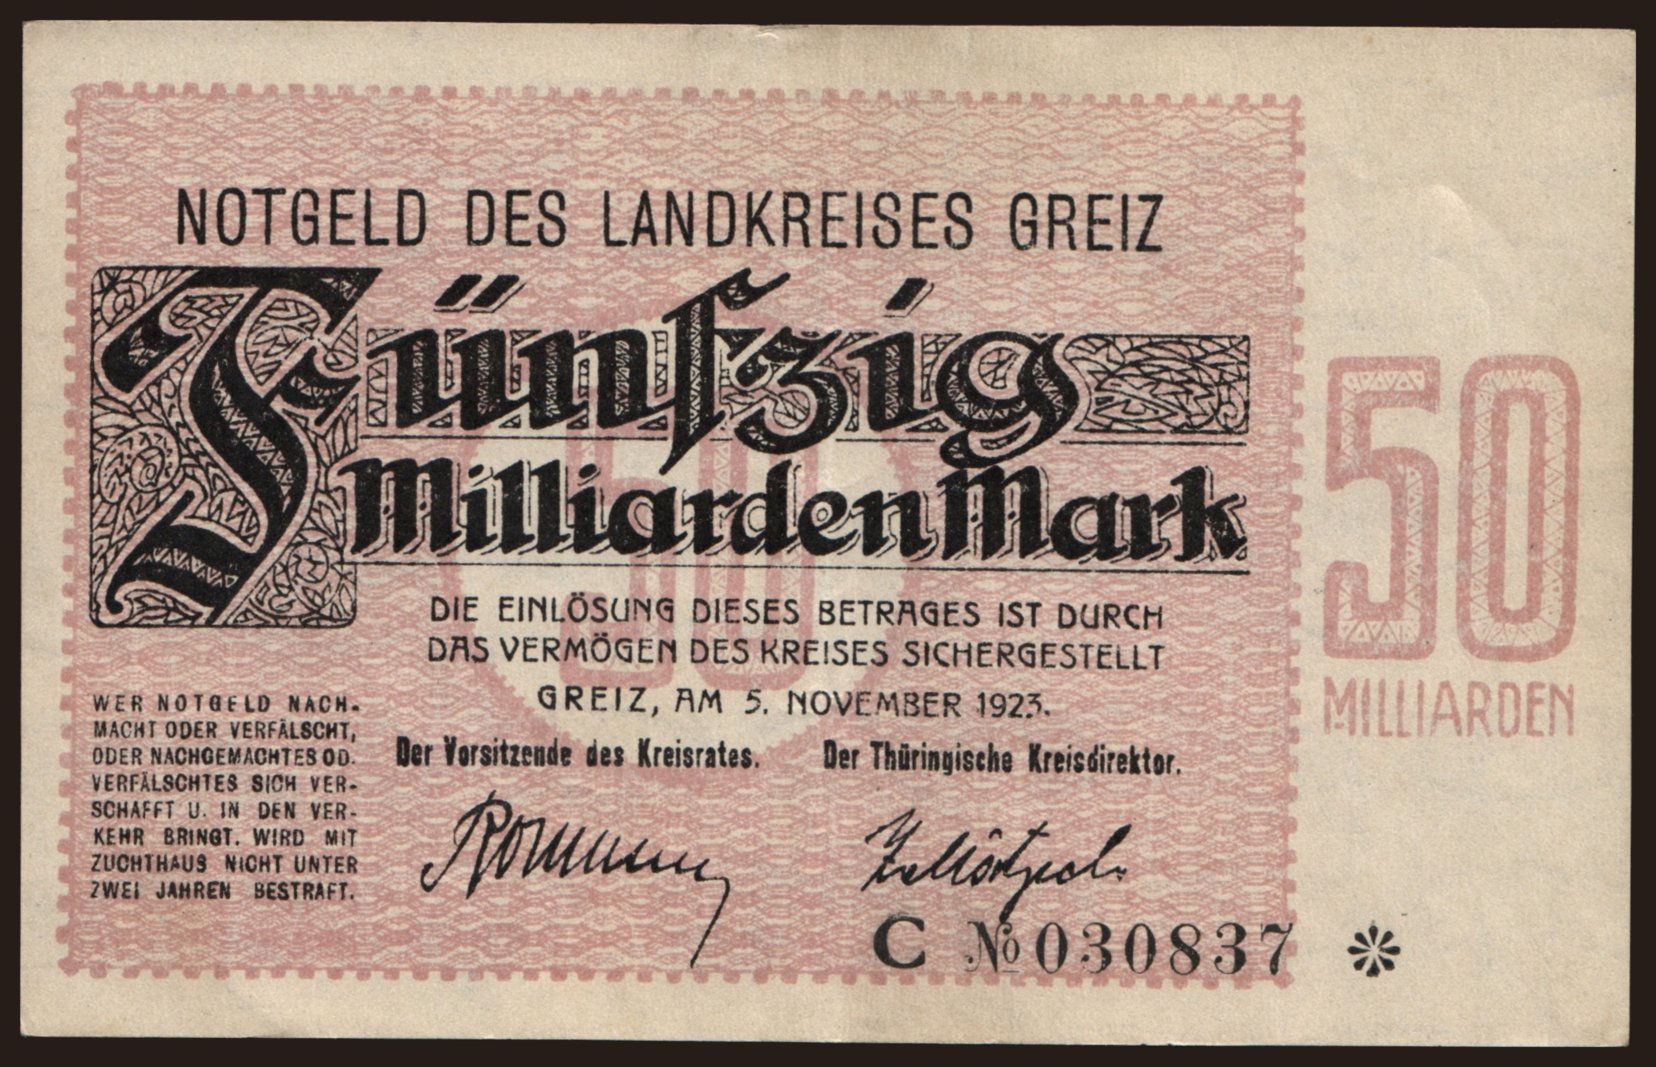 NOTGELD DES LANDKREISES GREIZ
Fünfzig
Milliarden Mark
50
50
MILLIARDEN
DIE EINLÖSUNG DIESES BETRAGES IST DURCH
DAS VERMÖGEN DES KREISES SICHERGESTELLT
GREIZ, AM 5. NOVEMBER 1923.
WER NOTGELD NACH-
MACHT ODER VERFÄLSCHT,
ODER NACHGEMACHTES OD.
VERFÄLSCHTES SICH VER-
SCHAFFT U. IN DEN VER-
KEHR BRINGT. WIRD MIT
ZUCHTHAUS NICHT UNTER
ZWEI JAHREN BESTRAFT.
Der Vorsitzende des Kreisrates.
Der Thüringische Kreisdirektor.
C № 030837 *